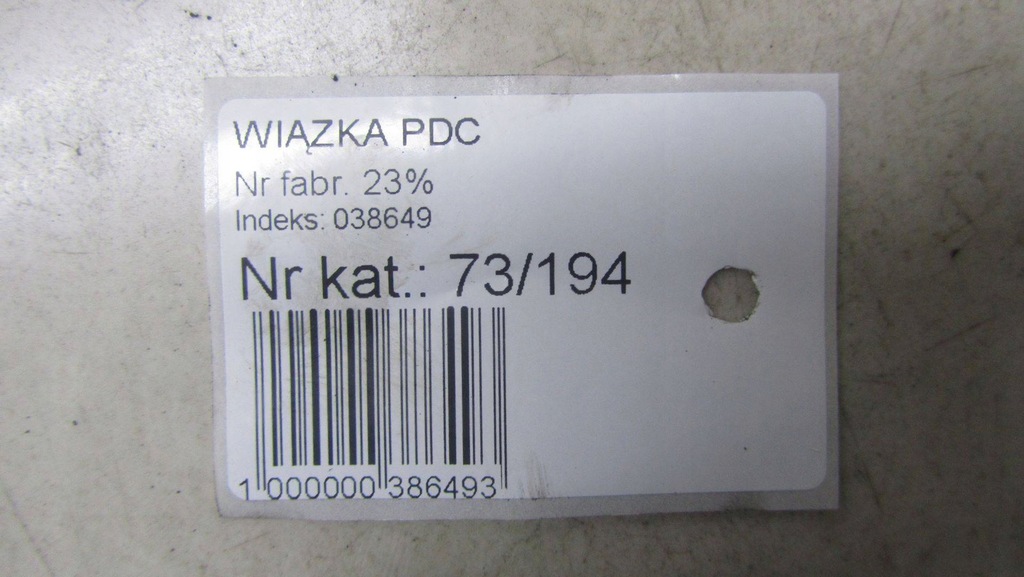 WIĄZKA PDC
Nr fabr. 23%
Indeks: 038649
Nr kat.: 73/194
1 000000 386493